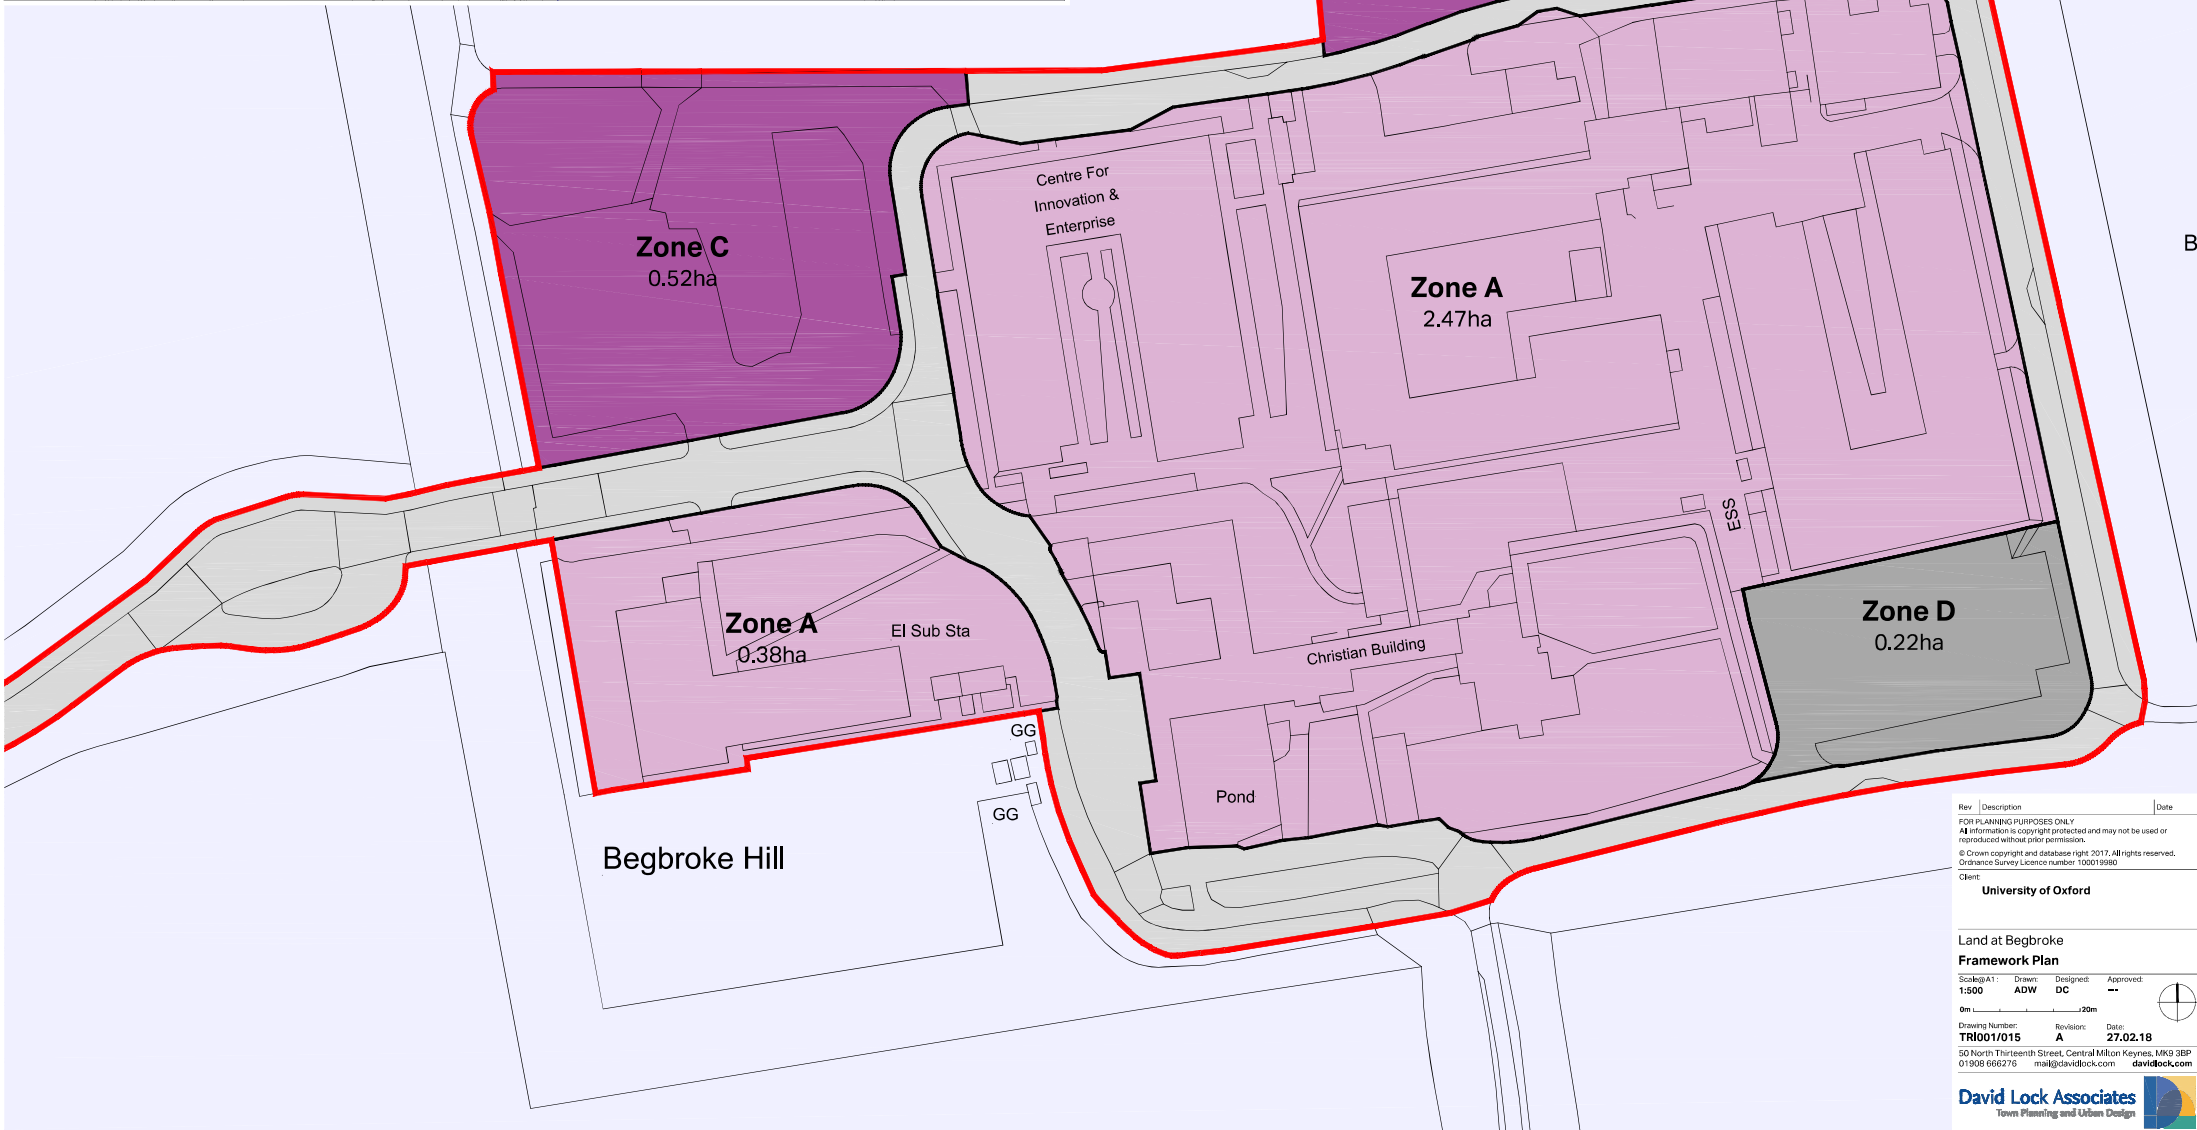 Centre For
Innovation &
Enterprise
Zone C
0.52ha
Zone A
2.47ha
B
ESS
Zone A
0.38ha
El Sub Sta
Zone D
0.22ha
Christian Building
GG
GG
Pond
Begbroke Hill
Rev Description Date
FOR PLANNING PURPOSES ONLY
All information is copyright protected and may not be used or
reproduced without prior permission.
© Crown copyright and database right 2017. All rights reserved.
Ordnance Survey Licence number 100019980
Client:
University of Oxford
Land at Begbroke
Framework Plan
Scale@A1: Drawn: Designed: Approved:
1:500 ADW DC --
0m 20m
Drawing Number: Revision: Date:
TRI001/015 A 27.02.18
50 North Thirteenth Street, Central Milton Keynes, MK9 3BP
01908 666276 mail@davidlock.com davidlock.com
David Lock Associates
Town Planning and Urban Design